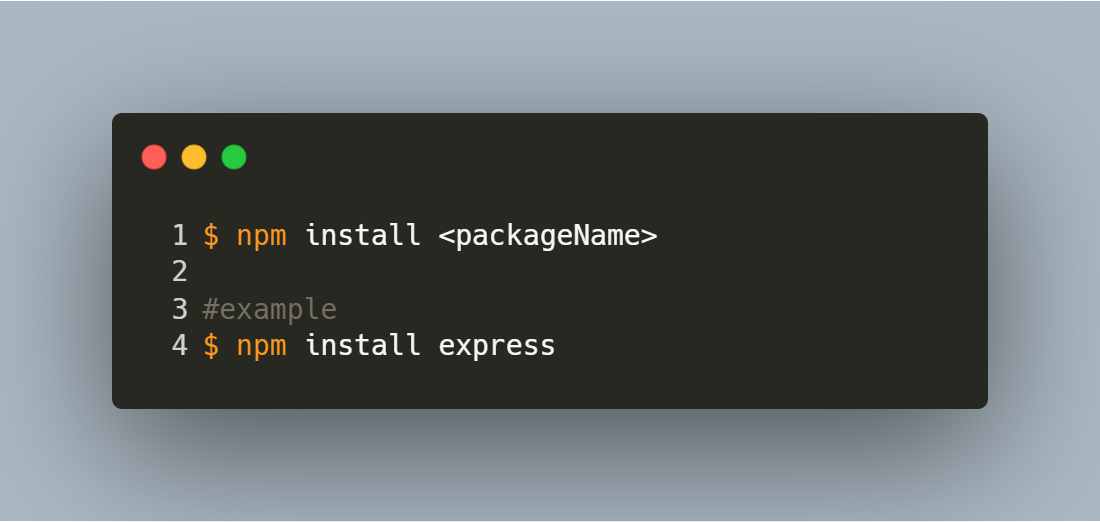 1 $ npm install <packageName>
2
3 #example
4 $ npm install express